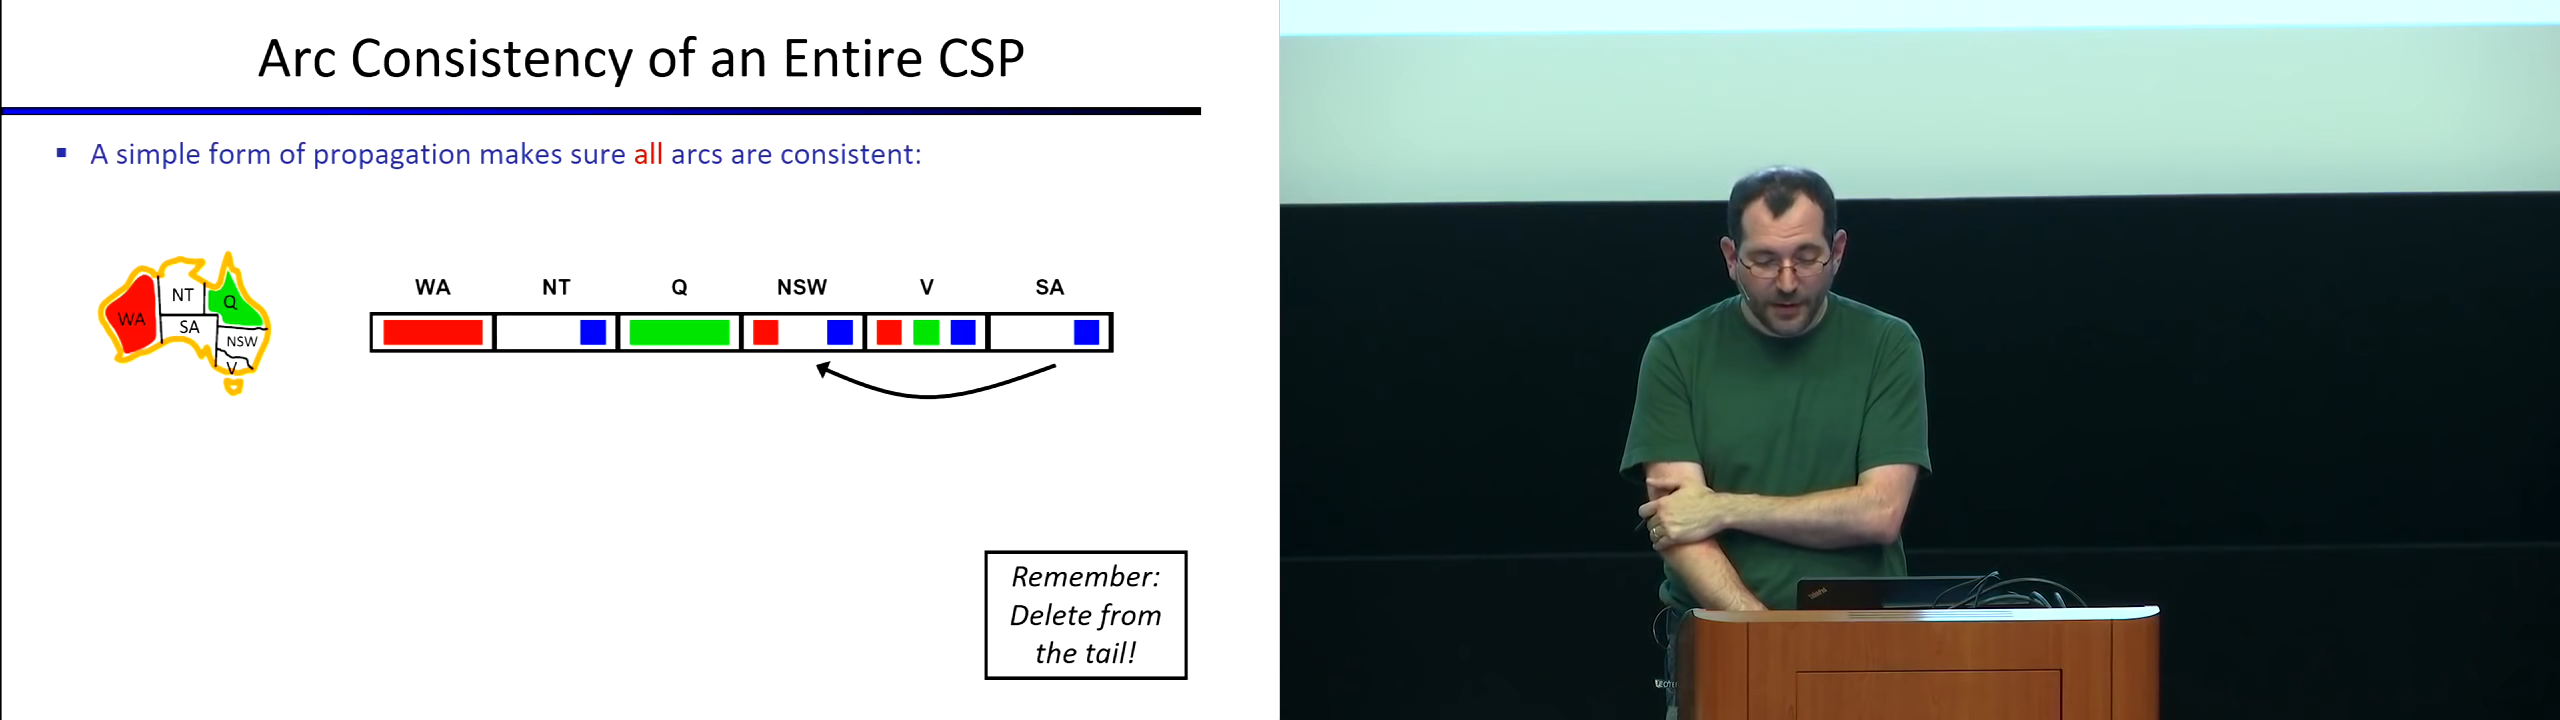 Arc Consistency of an Entire CSP
A simple form of propagation makes sure all arcs are consistent:
WA NT Q NSW V SA
NT
Q
WA
SA
NSW
V
Remember:
Delete from
the tail!
ThinkPad